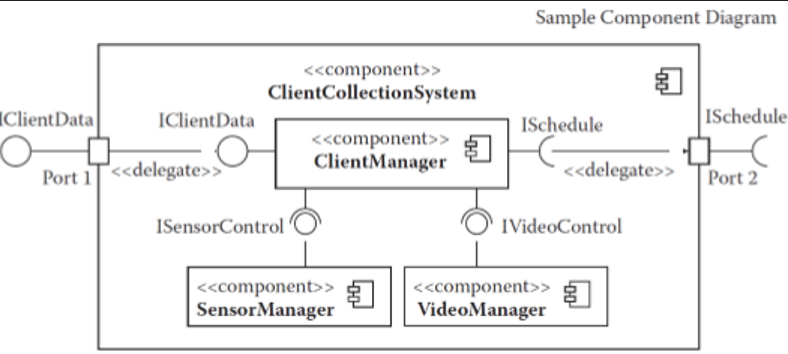 Sample Component Diagram
<<component>>
ClientCollectionSystem
IClientData
IClientData
ISchedule
ISchedule
<<component>>
ClientManager
Port 1
<<delegate>>
<<delegate>>
Port 2
ISensorControl
IVideoControl
<<component>>
SensorManager
<<component>>
VideoManager